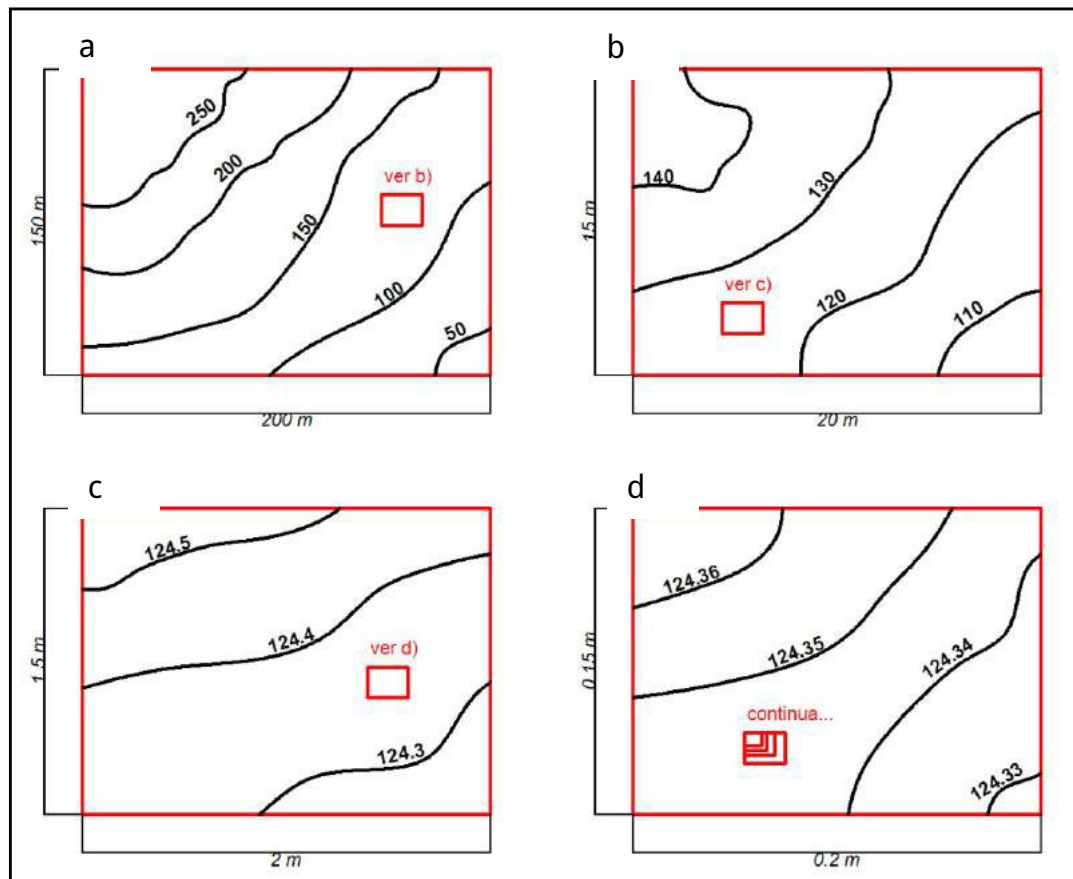 a
250
200
150
ver b)
100
50
150 m
200 m
b
140
130
ver c)
120
110
15 m
20 m
c
124.5
124.4
ver d)
124.3
1.5 m
2 m
d
124.36
124.35
124.34
continua...
124.33
0.15 m
0.2 m